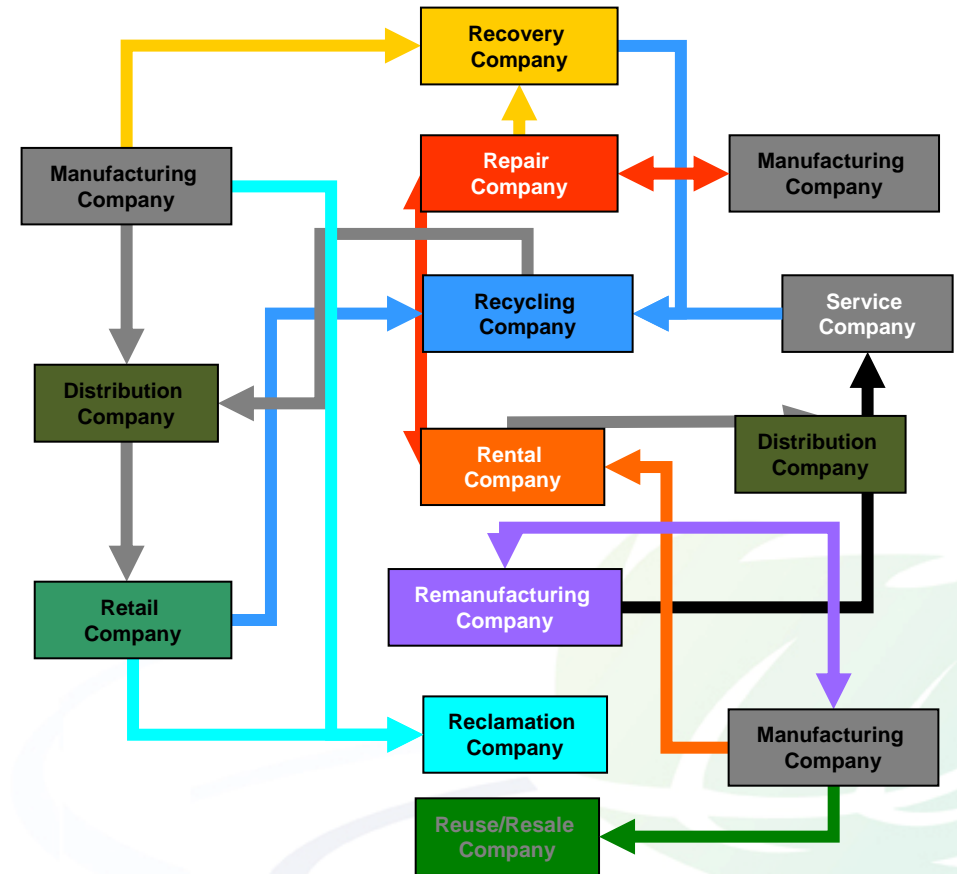 Recovery
Company
Manufacturing
Company
Repair
Company
Manufacturing
Company
Recycling
Company
Service
Company
Distribution
Company
Rental
Company
Distribution
Company
Retail
Company
Remanufacturing
Company
Reclamation
Company
Manufacturing
Company
Reuse/Resale
Company